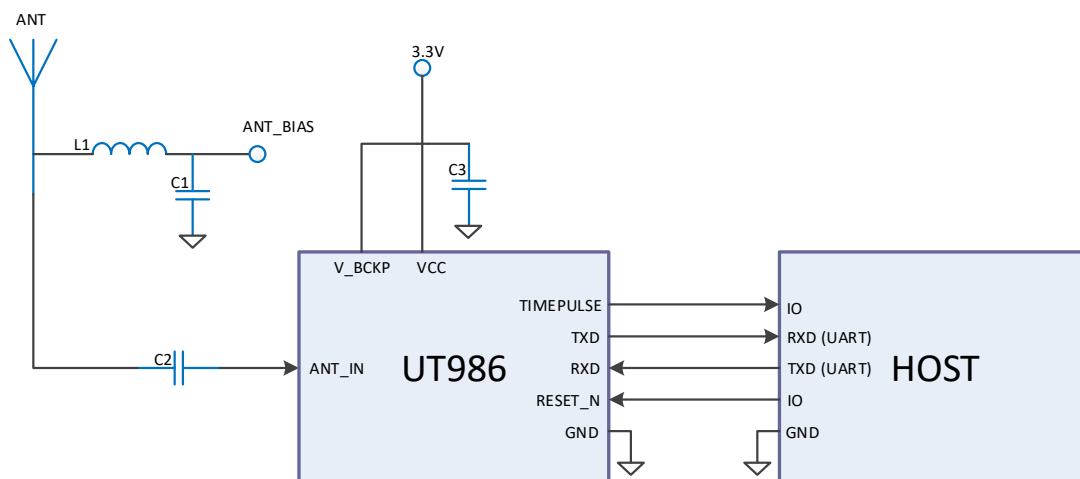 ANT
3.3V
ANT_BIAS
L1
C1
C3
V_BCKP
VCC
TIMEPULSE
IO
TXD
RXD (UART)
C2
ANT_IN
UT986
RXD
TXD (UART)
HOST
RESET_N
IO
GND
GND